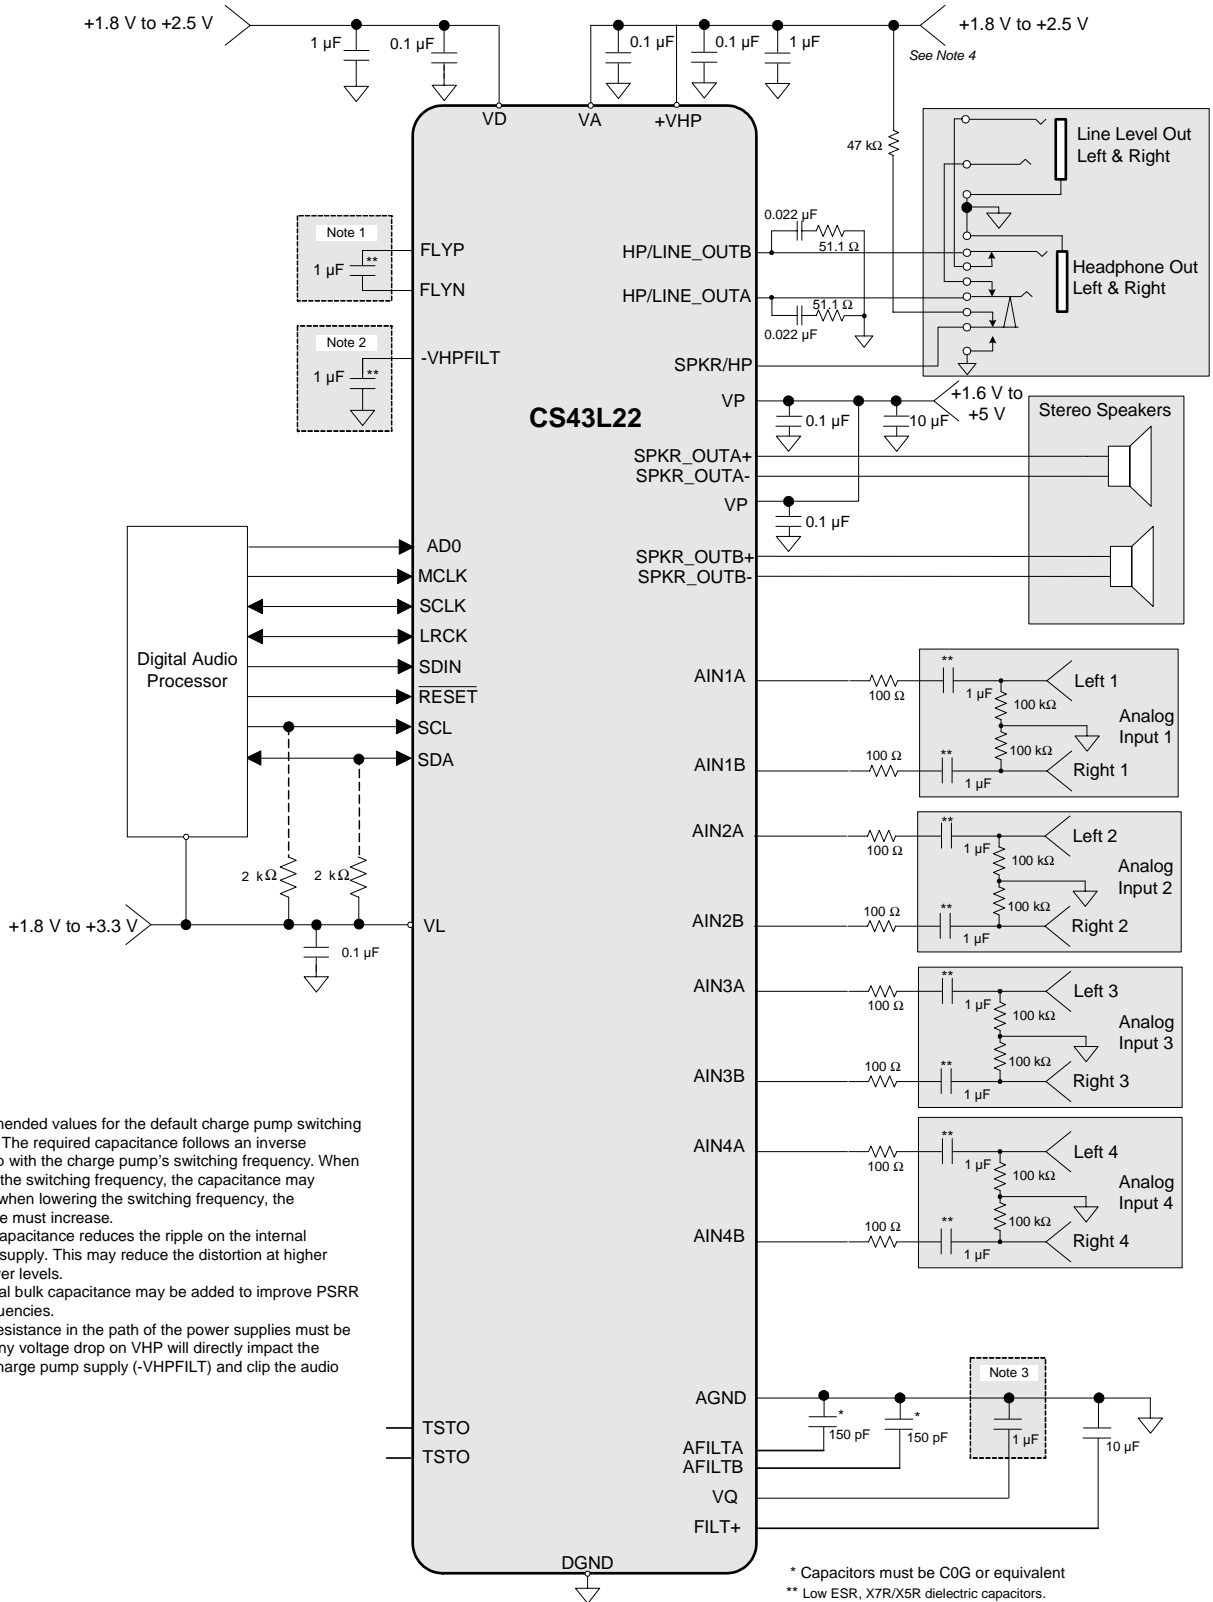 +1.8 V to +2.5 V
1 µF
0.1 µF
0.1 µF
0.1 µF
1 µF
+1.8 V to +2.5 V
See Note 4
VD
VA
+VHP
47 kΩ
Line Level Out
Left & Right
Headphone Out
Left & Right
0.022 µF
51.1 Ω
51.1 Ω
0.022 µF
Note 1
1 µF
**
FLYP
FLYN
Note 2
1 µF
**
-VHPFILT
HP/LINE_OUTB
HP/LINE_OUTA
SPKR/HP
VP
+1.6 V to
+5 V
0.1 µF
10 µF
CS43L22
Stereo Speakers
SPKR_OUTA+
SPKR_OUTA-
VP
0.1 µF
SPKR_OUTB+
SPKR_OUTB-
Digital Audio
Processor
AD0
MCLK
SCLK
LRCK
SDIN
RESET
SCL
SDA
2 kΩ
2 kΩ
+1.8 V to +3.3 V
VL
0.1 µF
AIN1A
100 Ω
**
1 µF
100 kΩ
Left 1
Analog
Input 1
AIN1B
100 Ω
**
1 µF
100 kΩ
Right 1
AIN2A
100 Ω
**
1 µF
100 kΩ
Left 2
Analog
Input 2
AIN2B
100 Ω
**
1 µF
100 kΩ
Right 2
AIN3A
100 Ω
**
1 µF
100 kΩ
Left 3
Analog
Input 3
AIN3B
100 Ω
**
1 µF
100 kΩ
Right 3
AIN4A
100 Ω
**
1 µF
100 kΩ
Left 4
Analog
Input 4
AIN4B
100 Ω
**
1 µF
100 kΩ
Right 4
values for the default charge pump switching
The required capacitance follows an inverse
with the charge pump's switching frequency. When
the switching frequency, the capacitance may
when lowering the switching frequency, the
must increase.
capacitance reduces the ripple on the internal
supply. This may reduce the distortion at higher
levels.
bulk capacitance may be added to improve PSRR
resistance in the path of the power supplies must be
any voltage drop on VHP will directly impact the
charge pump supply (-VHPFILT) and clip the audio
TSTO
TSTO
AGND
AFILTA
AFILTB
VQ
FILT+
DGND
*
150 pF
*
150 pF
Note 3
1 µF
10 µF
* Capacitors must be C0G or equivalent
** Low ESR, X7R/X5R dielectric capacitors.